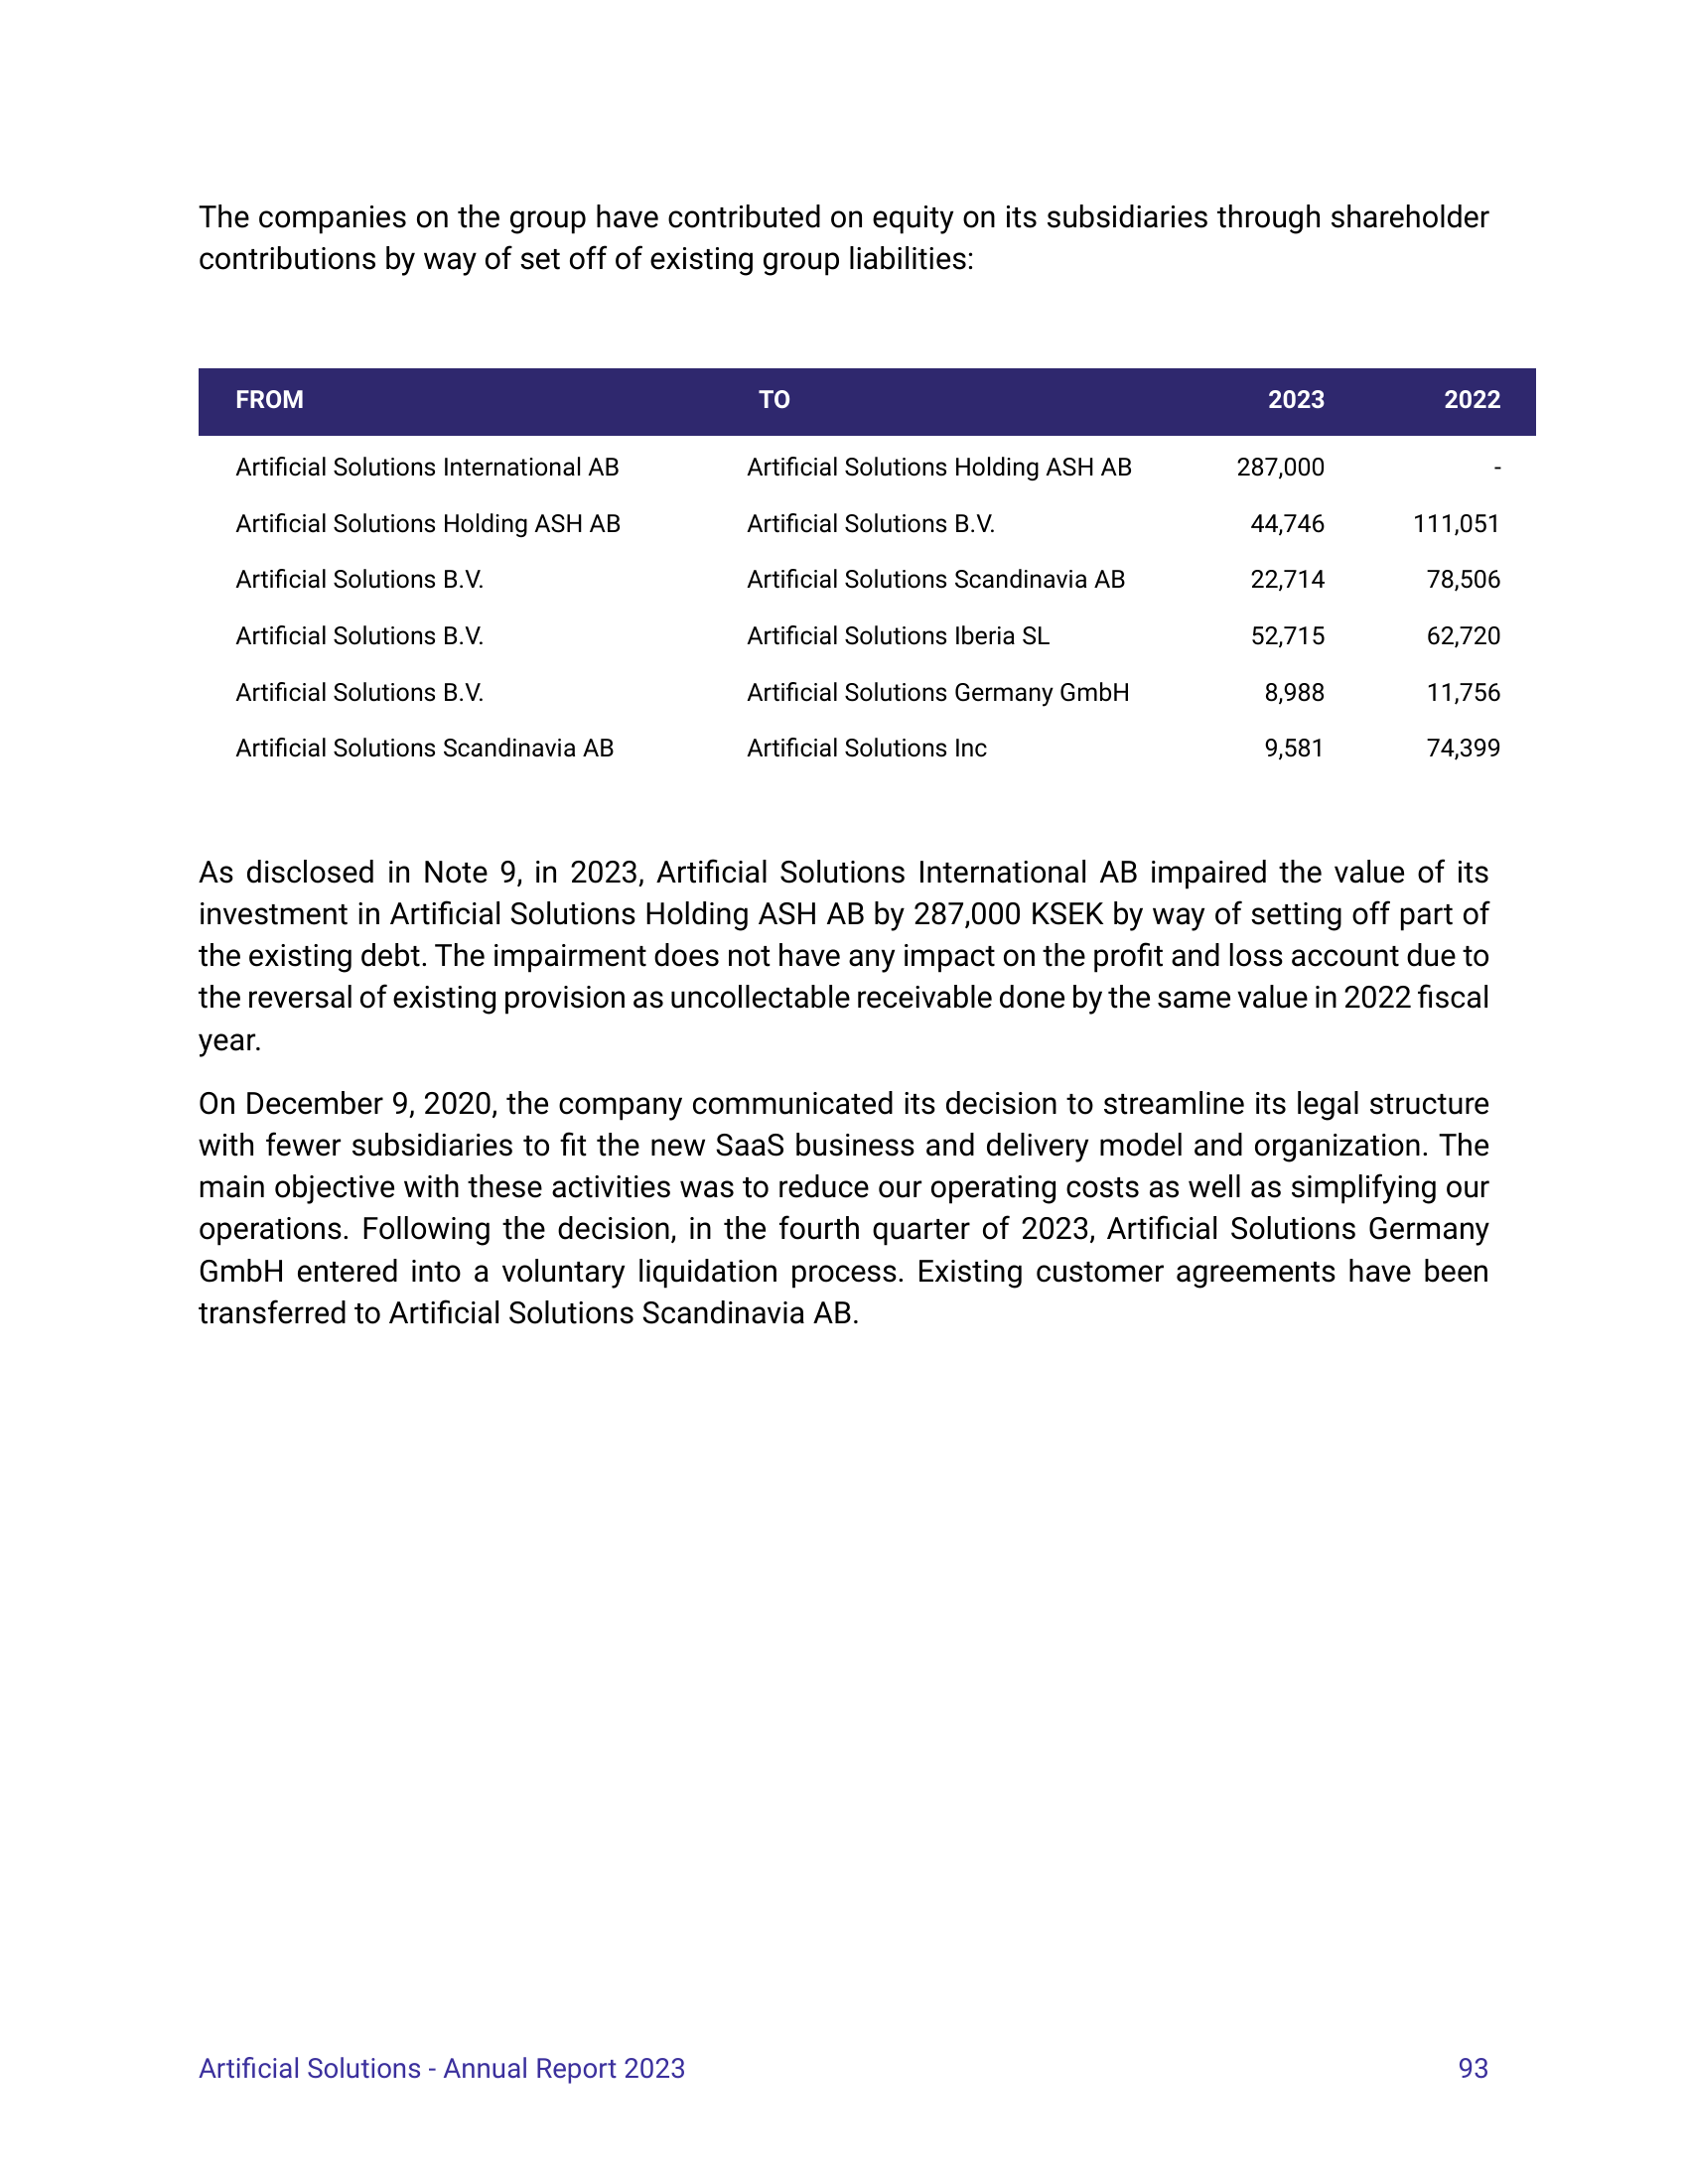 The companies on the group have contributed on equity on its subsidiaries through shareholder
contributions by way of set off of existing group liabilities:
FROM TO 2023 2022
Artificial Solutions International AB Artificial Solutions Holding ASH AB 287,000 -
Artificial Solutions Holding ASH AB Artificial Solutions B.V. 44,746 111,051
Artificial Solutions B.V. Artificial Solutions Scandinavia AB 22,714 78,506
Artificial Solutions B.V. Artificial Solutions Iberia SL 52,715 62,720
Artificial Solutions B.V. Artificial Solutions Germany GmbH 8,988 11,756
Artificial Solutions Scandinavia AB Artificial Solutions Inc 9,581 74,399
As disclosed in Note 9, in 2023, Artificial Solutions International AB impaired the value of its
investment in Artificial Solutions Holding ASH AB by 287,000 KSEK by way of setting off part of
the existing debt. The impairment does not have any impact on the profit and loss account due to
the reversal of existing provision as uncollectable receivable done by the same value in 2022 fiscal
year.
On December 9, 2020, the company communicated its decision to streamline its legal structure
with fewer subsidiaries to fit the new SaaS business and delivery model and organization. The
main objective with these activities was to reduce our operating costs as well as simplifying our
operations. Following the decision, in the fourth quarter of 2023, Artificial Solutions Germany
GmbH entered into a voluntary liquidation process. Existing customer agreements have been
transferred to Artificial Solutions Scandinavia AB.
Artificial Solutions - Annual Report 2023 93